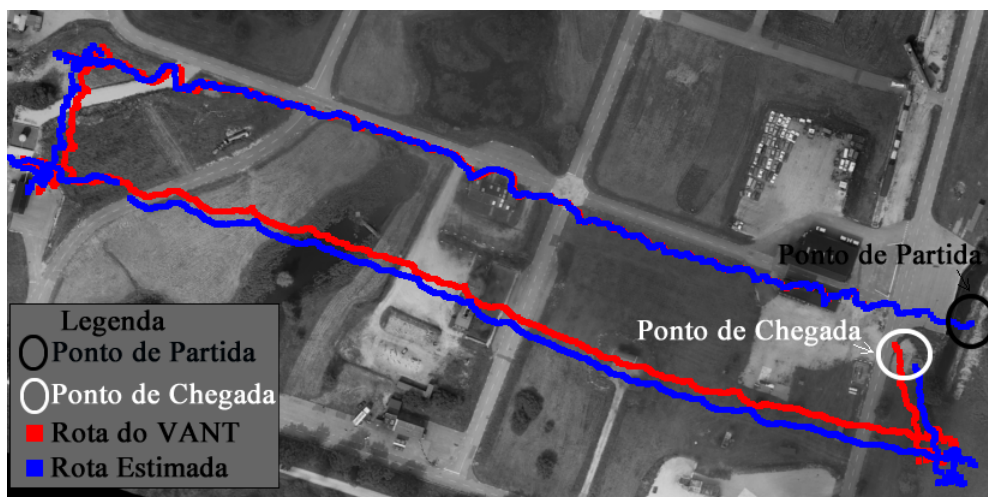 Ponto de Partida
Ponto de Chegada
Legenda
Ponto de Partida
Ponto de Chegada
Rota do VANT
Rota Estimada